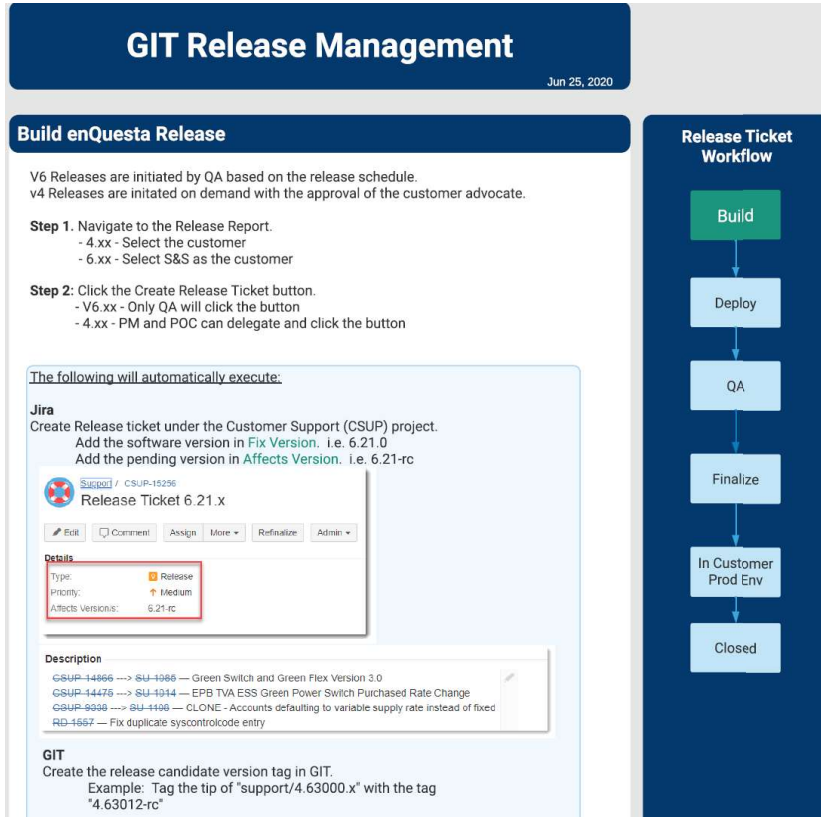 GIT Release Management
Jun 25, 2020
Build enQuesta Release
V6 Releases are initiated by QA based on the release schedule.
v4 Releases are initated on demand with the approval of the customer advocate.
Step 1. Navigate to the Release Report.
- 4.xx - Select the customer
- 6.xx - Select S&S as the customer
Step 2: Click the Create Release Ticket button.
- V6.xx - Only QA will click the button
- 4.xx - PM and POC can delegate and click the button
The following will automatically execute:
Jira
Create Release ticket under the Customer Support (CSUP) project.
Add the software version in Fix Version. i.e. 6.21.0
Add the pending version in Affects Version. i.e. 6.21-rc
Support / CSUP-15256
Release Ticket 6.21.x
Edit Comment Assign More Refinalize Admin
Details
Type: Release
Priority: Medium
Affects Version/s: 6.21-rc
Description
CSUP-14866 ---> SU-1085 — Green Switch and Green Flex Version 3.0
CSUP-14475 ---> SU-1014 — EPB TVA ESS Green Power Switch Purchased Rate Change
CSUP-9338 ---> SU-1108 — CLONE - Accounts defaulting to variable supply rate instead of fixed
RD-1557 — Fix duplicate syscontrolcode entry
GIT
Create the release candidate version tag in GIT.
Example: Tag the tip of "support/4.63000.x" with the tag
"4.63012-rc"
Release Ticket
Workflow
Build
Deploy
QA
Finalize
In Customer
Prod Env
Closed